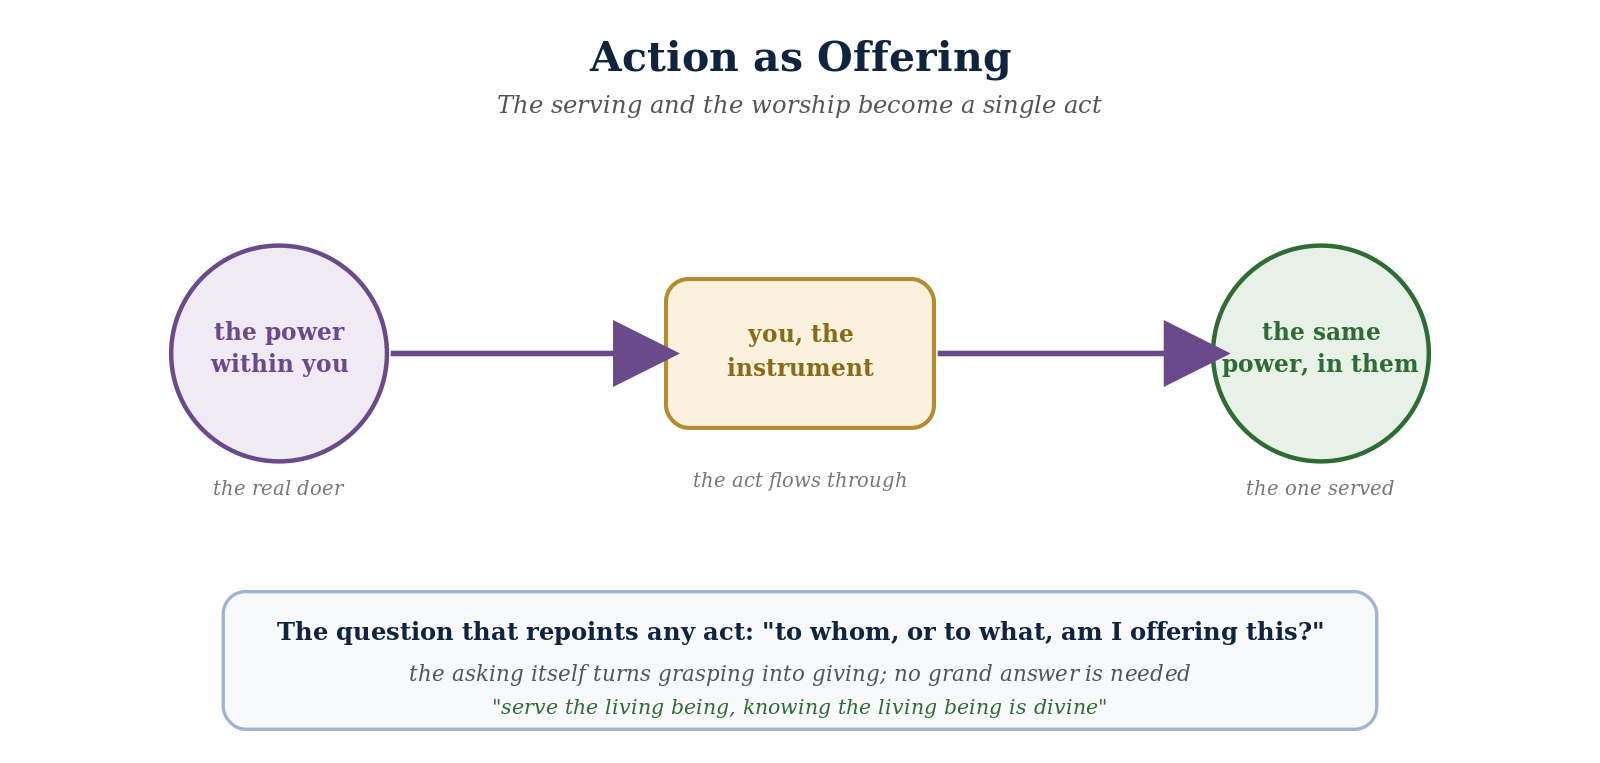 Action as Offering
The serving and the worship become a single act
the power
within you
you, the
instrument
the same
power, in them
the real doer
the act flows through
the one served
The question that repoints any act: "to whom, or to what, am I offering this?"
the asking itself turns grasping into giving; no grand answer is needed
"serve the living being, knowing the living being is divine"